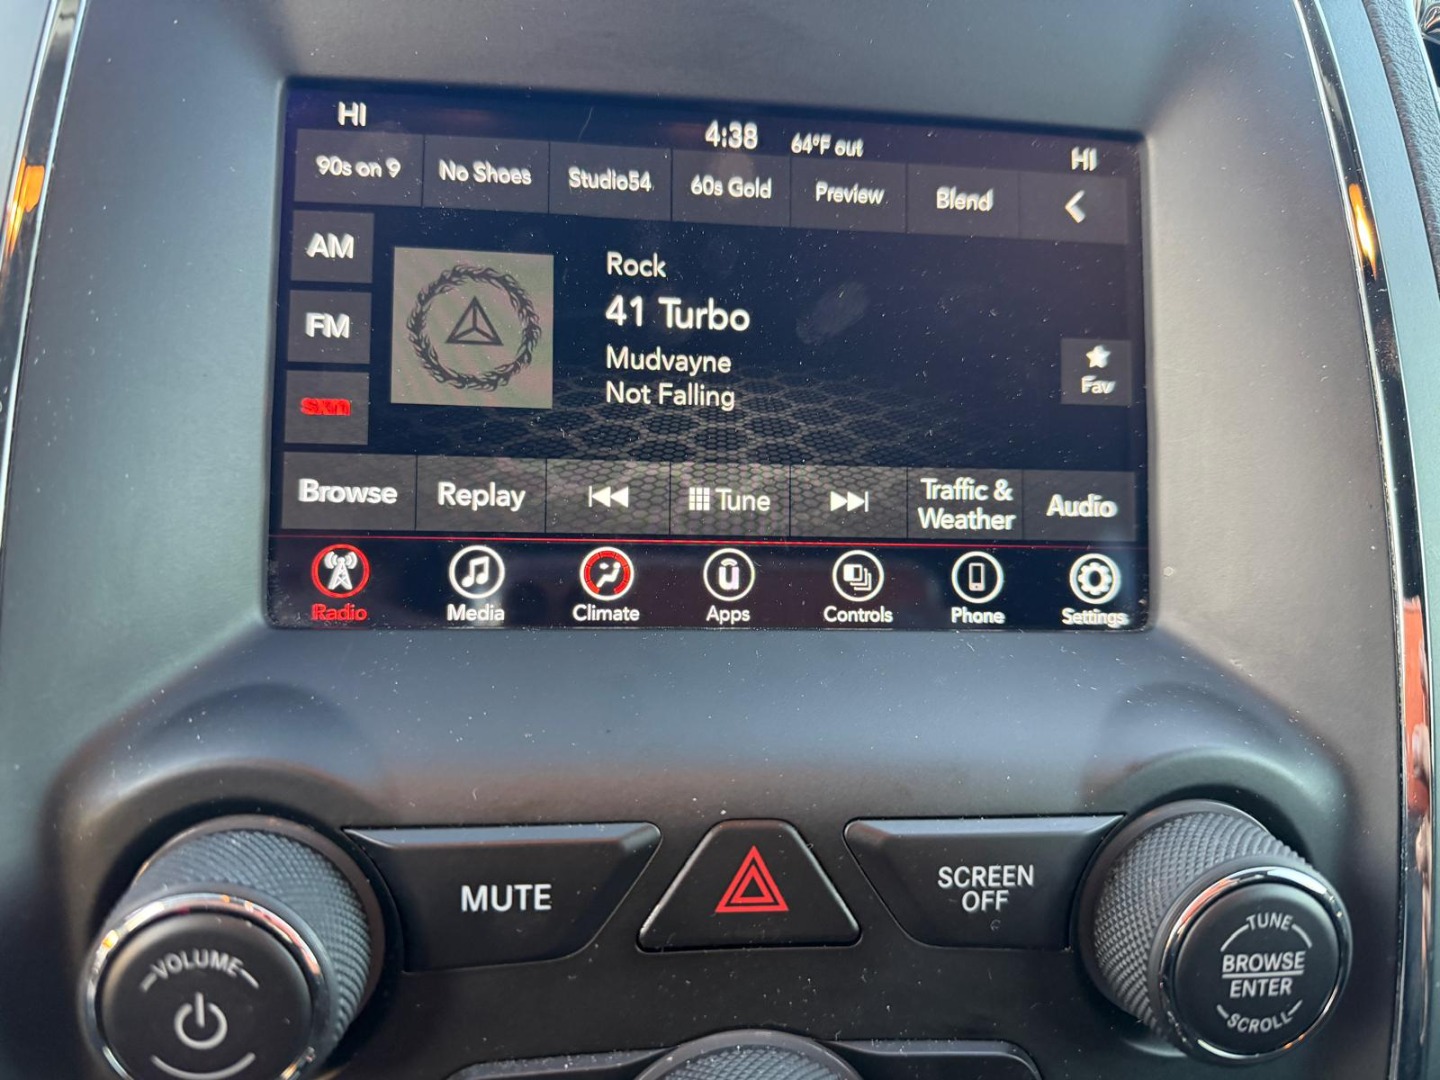 HI
4:38
64°F out
HI
90s on 9
No Shoes
Studio54
60s Gold
Preview
Blend
AM
FM
sxm
Rock
41 Turbo
Mudvayne
Not Falling
Fav
Browse
Replay
Tune
Traffic &
Weather
Audio
Radio
Media
Climate
Apps
Controls
Phone
Settings
MUTE
SCREEN
OFF
VOLUME
TUNE
BROWSE
ENTER
SCROLL